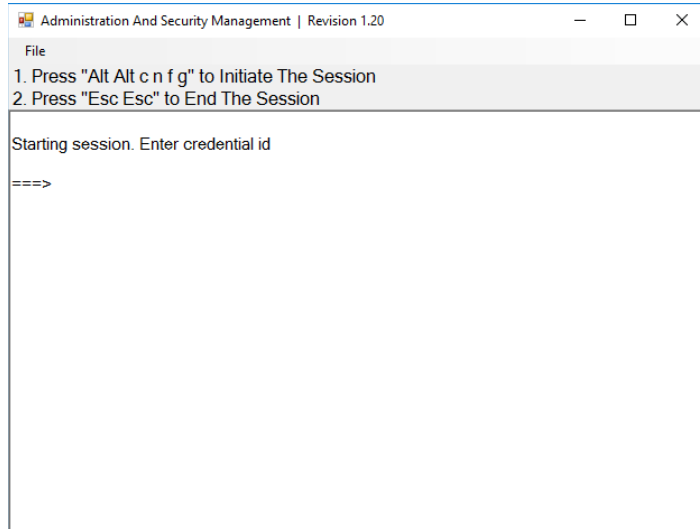 Administration And Security Management | Revision 1.20
File
1. Press "Alt Alt c n f g" to Initiate The Session
2. Press "Esc Esc" to End The Session
Starting session. Enter credential id
===>